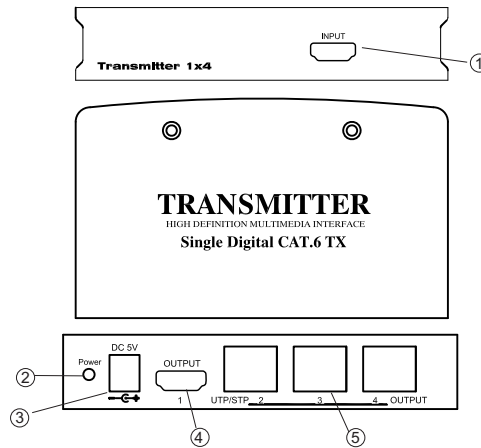 INPUT
1
Transmitter 1x4
TRANSMITTER
HIGH DEFINITION MULTIMEDIA INTERFACE
Single Digital CAT.6 TX
DC 5V
Power
OUTPUT
2
3
1
UTP/STP 2 3 4 OUTPUT
4
5